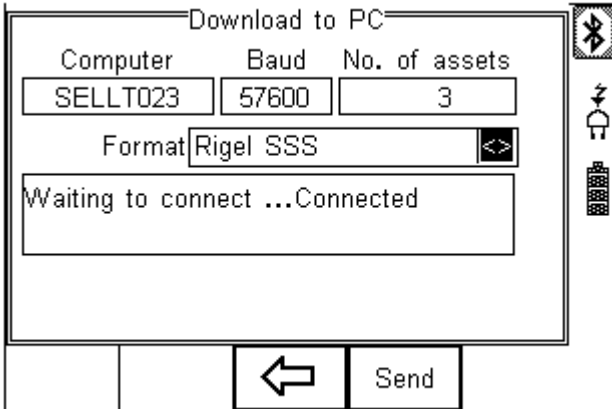 Download to PC
Computer Baud No. of assets
SELLT023 57600 3
Format Rigel SSS <>
Waiting to connect ...Connected
Send